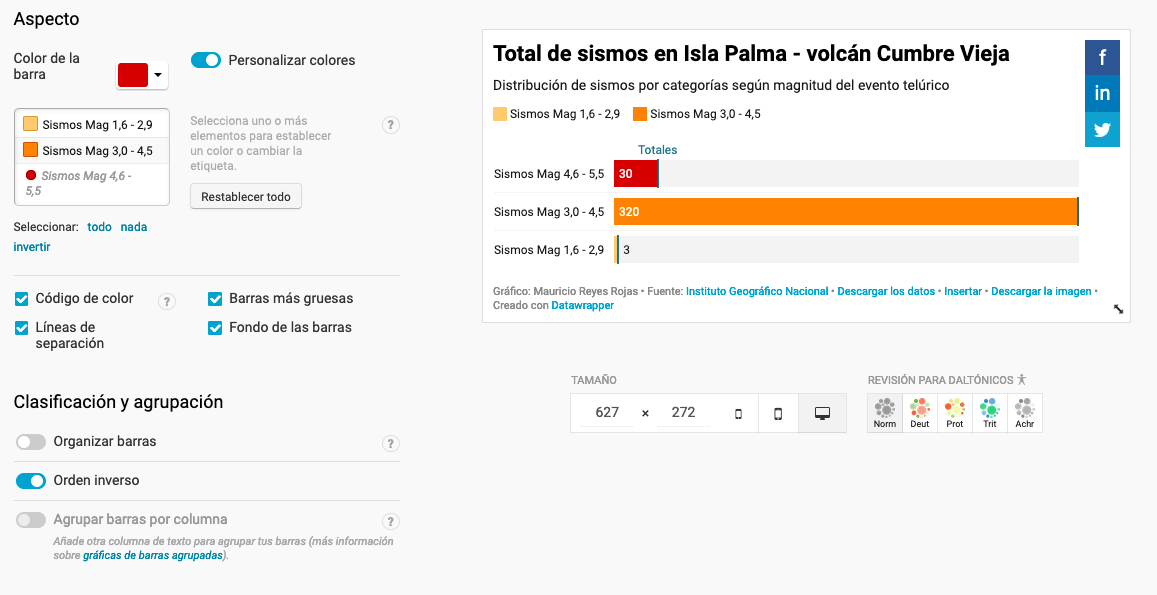 Aspecto
Color de la
barra
Personalizar colores
Sismos Mag 1,6 - 2,9
Sismos Mag 3,0 - 4,5
Sismos Mag 4,6 -
5,5
Selecciona uno o más
elementos para establecer
un color o cambiar la
etiqueta.
?
Restablecer todo
Seleccionar: todo nada
invertir
Código de color
?
Barras más gruesas
Líneas de
separación
Fondo de las barras
Clasificación y agrupación
Organizar barras
?
Orden inverso
Agrupar barras por columna
?
Añade otra columna de texto para agrupar tus barras (más información
sobre gráficas de barras agrupadas).
Total de sismos en Isla Palma - volcán Cumbre Vieja
Distribución de sismos por categorías según magnitud del evento telúrico
Sismos Mag 1,6 - 2,9 Sismos Mag 3,0 - 4,5
f
in
Totales
Sismos Mag 4,6 - 5,5 30
Sismos Mag 3,0 - 4,5 320
Sismos Mag 1,6 - 2,9 3
Gráfico: Mauricio Reyes Rojas • Fuente: Instituto Geográfico Nacional • Descargar los datos • Insertar • Descargar la imagen •
Creado con Datawrapper
TAMAÑO
627 × 272
REVISIÓN PARA DALTÓNICOS
Norm Deut Prot Trit Achr